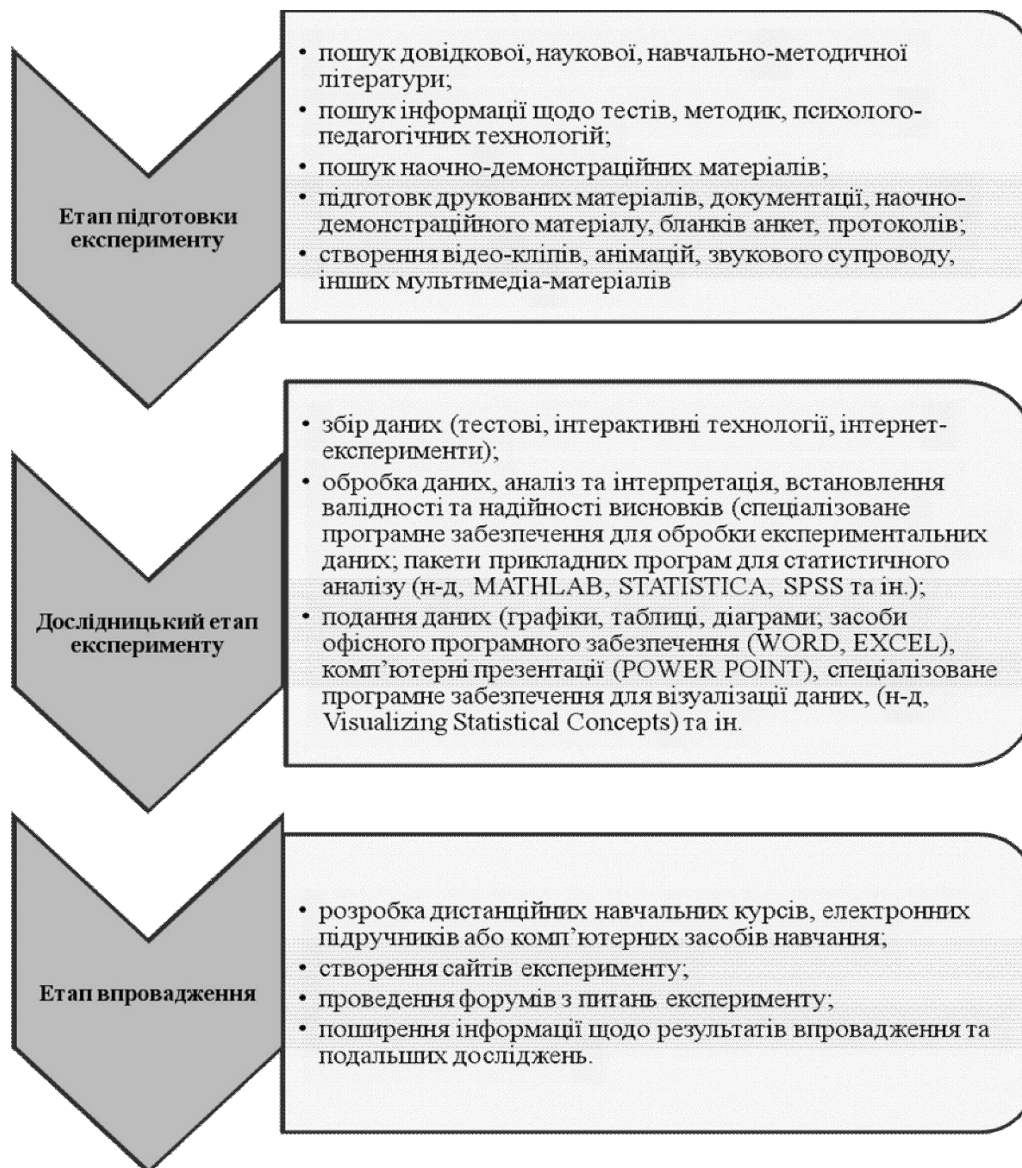 Етап підготовки
експерименту
• пошук довідкової, наукової, навчально-методичної
літератури;
• пошук інформації щодо тестів, методик, психолого-
педагогічних технологій;
• пошук наочно-демонстраційних матеріалів;
• підготовк друкованих матеріалів, документації, наочно-
демонстраційного матеріалу, бланків анкет, протоколів;
• створення відео-кліпів, анімацій, звукового супроводу,
інших мультимедіа-матеріалів
Дослідницький етап
експерименту
• збір даних (тестові, інтерактивні технології, інтернет-
експерименти);
• обробка даних, аналіз та інтерпретація, встановлення
валідності та надійності висновків (спеціалізоване
програмне забезпечення для обробки експериментальних
даних; пакети прикладних програм для статистичного
аналізу (н-д, MATHLAB, STATISTICA, SPSS та ін.);
• подання даних (графіки, таблиці, діаграми; засоби
офісного програмного забезпечення (WORD, EXCEL),
комп’ютерні презентації (POWER POINT), спеціалізоване
програмне забезпечення для візуалізації даних, (н-д,
Visualizing Statistical Concepts) та ін.
Етап впровадження
• розробка дистанційних навчальних курсів, електронних
підручників або комп’ютерних засобів навчання;
• створення сайтів експерименту;
• проведення форумів з питань експерименту;
• поширення інформації щодо результатів впровадження та
подальших досліджень.